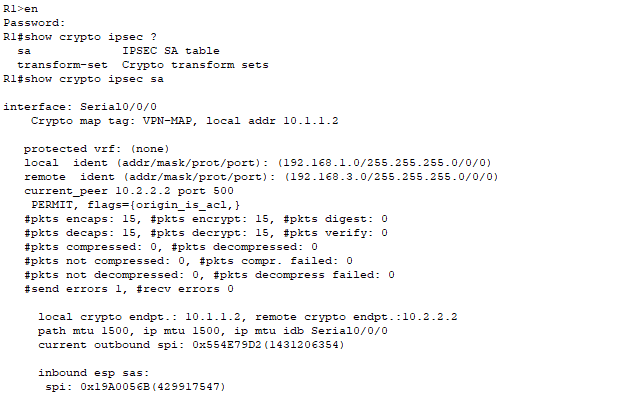 R1>en
Password:
R1#show crypto ipsec ?
  sa             IPSEC SA table
  transform-set  Crypto transform sets
R1#show crypto ipsec sa

interface: Serial0/0/0
    Crypto map tag: VPN-MAP, local addr 10.1.1.2

   protected vrf: (none)
   local  ident (addr/mask/prot/port): (192.168.1.0/255.255.255.0/0/0)
   remote  ident (addr/mask/prot/port): (192.168.3.0/255.255.255.0/0/0)
   current_peer 10.2.2.2 port 500
    PERMIT, flags={origin_is_acl,}
   #pkts encaps: 15, #pkts encrypt: 15, #pkts digest: 0
   #pkts decaps: 15, #pkts decrypt: 15, #pkts verify: 0
   #pkts compressed: 0, #pkts decompressed: 0
   #pkts not compressed: 0, #pkts compr. failed: 0
   #pkts not decompressed: 0, #pkts decompress failed: 0
   #send errors 1, #recv errors 0

     local crypto endpt.: 10.1.1.2, remote crypto endpt.:10.2.2.2
     path mtu 1500, ip mtu 1500, ip mtu idb Serial0/0/0
     current outbound spi: 0x554E79D2(1431206354)

     inbound esp sas:
      spi: 0x19A0056B(429917547)